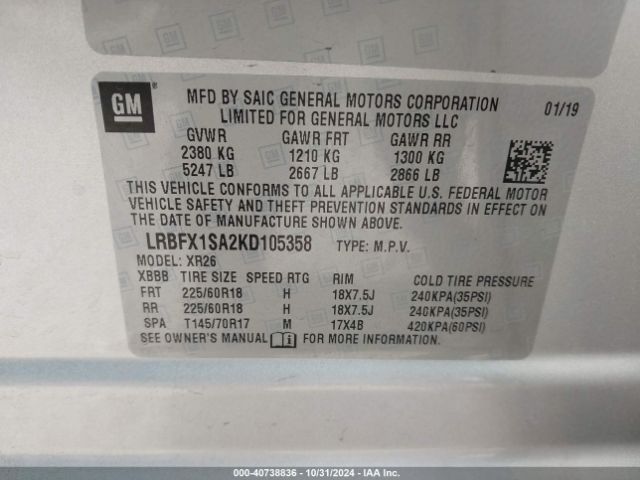 GM
MFD BY SAIC GENERAL MOTORS CORPORATION 01/19
LIMITED FOR GENERAL MOTORS LLC
GVWR GAWR FRT GAWR RR
2380 KG 1210 KG 1300 KG
5247 LB 2667 LB 2866 LB
THIS VEHICLE CONFORMS TO ALL APPLICABLE U.S. FEDERAL MOTOR
VEHICLE SAFETY AND THEFT PREVENTION STANDARDS IN EFFECT ON
THE DATE OF MANUFACTURE SHOWN ABOVE.
LRBFX1SA2KD105358 TYPE: M.P.V.
MODEL: XR26
XBBB TIRE SIZE SPEED RTG RIM COLD TIRE PRESSURE
FRT 225/60R18 H 18X7.5J 240KPA(35PSI)
RR 225/60R18 H 18X7.5J 240KPA(35PSI)
SPA T145/70R17 M 17X4B 420KPA(60PSI)
SEE OWNER'S MANUAL i FOR MORE INFORMATION.
000-40738836 - 10/31/2024 - IAA, Inc.